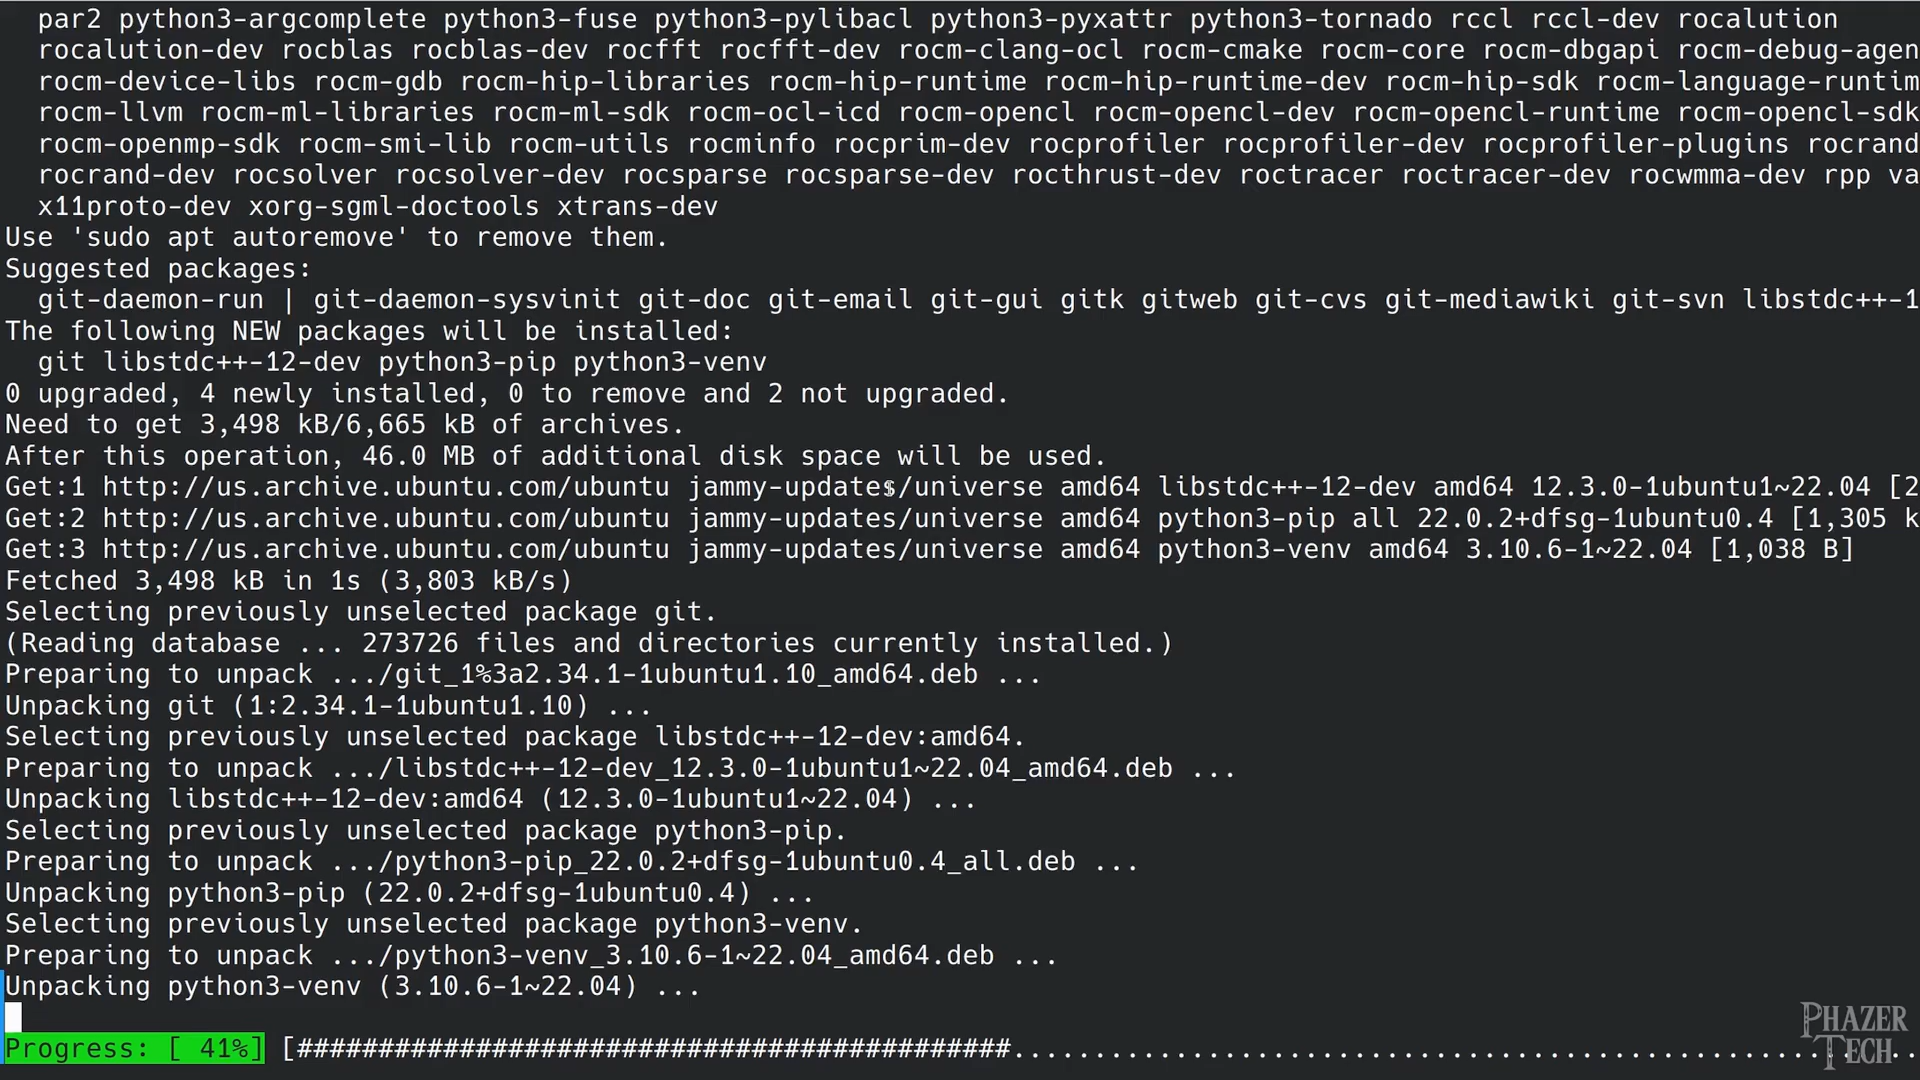 par2 python3-argcomplete python3-fuse python3-pylibacl python3-pyxattr python3-tornado rccl rccl-dev rocalution
rocalution-dev rocblas rocblas-dev rocfft rocfft-dev rocm-clang-ocl rocm-cmake rocm-core rocm-dbgapi rocm-debug-agen
rocm-device-libs rocm-gdb rocm-hip-libraries rocm-hip-runtime rocm-hip-runtime-dev rocm-hip-sdk rocm-language-runtim
rocm-llvm rocm-ml-libraries rocm-ml-sdk rocm-ocl-icd rocm-opencl rocm-opencl-dev rocm-opencl-runtime rocm-opencl-sdk
rocm-openmp-sdk rocm-smi-lib rocm-utils rocminfo rocprim-dev rocprofiler rocprofiler-dev rocprofiler-plugins rocrand
rocrand-dev rocsolver rocsolver-dev rocsparse rocsparse-dev rocthrust-dev roctracer roctracer-dev rocwmma-dev rpp va
x11proto-dev xorg-sgml-doctools xtrans-dev
Use 'sudo apt autoremove' to remove them.
Suggested packages:
git-daemon-run | git-daemon-sysvinit git-doc git-email git-gui gitk gitweb git-cvs git-mediawiki git-svn libstdc++-1
The following NEW packages will be installed:
git libstdc++-12-dev python3-pip python3-venv
0 upgraded, 4 newly installed, 0 to remove and 2 not upgraded.
Need to get 3,498 kB/6,665 kB of archives.
After this operation, 46.0 MB of additional disk space will be used.
Get:1 http://us.archive.ubuntu.com/ubuntu jammy-updates/universe amd64 libstdc++-12-dev amd64 12.3.0-1ubuntu1~22.04 [2
Get:2 http://us.archive.ubuntu.com/ubuntu jammy-updates/universe amd64 python3-pip all 22.0.2+dfsg-1ubuntu0.4 [1,305 k
Get:3 http://us.archive.ubuntu.com/ubuntu jammy-updates/universe amd64 python3-venv amd64 3.10.6-1~22.04 [1,038 B]
Fetched 3,498 kB in 1s (3,803 kB/s)
Selecting previously unselected package git.
(Reading database ... 273726 files and directories currently installed.)
Preparing to unpack .../git_1%3a2.34.1-1ubuntu1.10_amd64.deb ...
Unpacking git (1:2.34.1-1ubuntu1.10) ...
Selecting previously unselected package libstdc++-12-dev:amd64.
Preparing to unpack .../libstdc++-12-dev_12.3.0-1ubuntu1~22.04_amd64.deb ...
Unpacking libstdc++-12-dev:amd64 (12.3.0-1ubuntu1~22.04) ...
Selecting previously unselected package python3-pip.
Preparing to unpack .../python3-pip_22.0.2+dfsg-1ubuntu0.4_all.deb ...
Unpacking python3-pip (22.0.2+dfsg-1ubuntu0.4) ...
Selecting previously unselected package python3-venv.
Preparing to unpack .../python3-venv_3.10.6-1~22.04_amd64.deb ...
Unpacking python3-venv (3.10.6-1~22.04) ...
Progress: [ 41%] [############################################..................................................
PHAZER
TECH